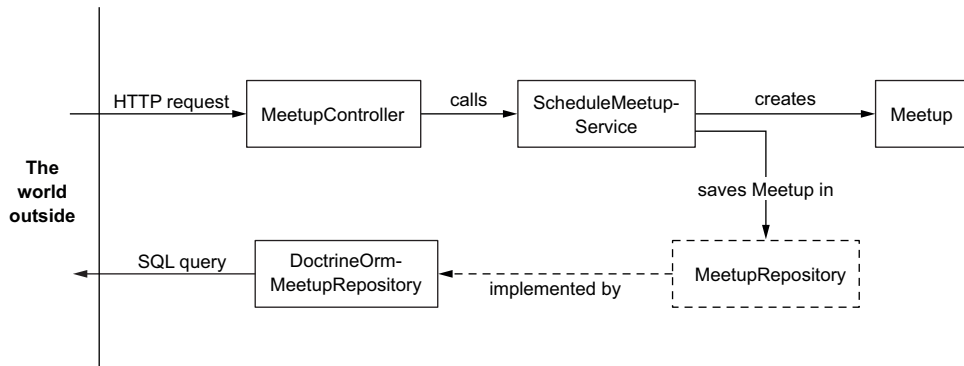 HTTP request
MeetupController
calls
ScheduleMeetup-
Service
creates
Meetup
The
world
outside
saves Meetup in
SQL query
DoctrineOrm-
MeetupRepository
implemented by
MeetupRepository